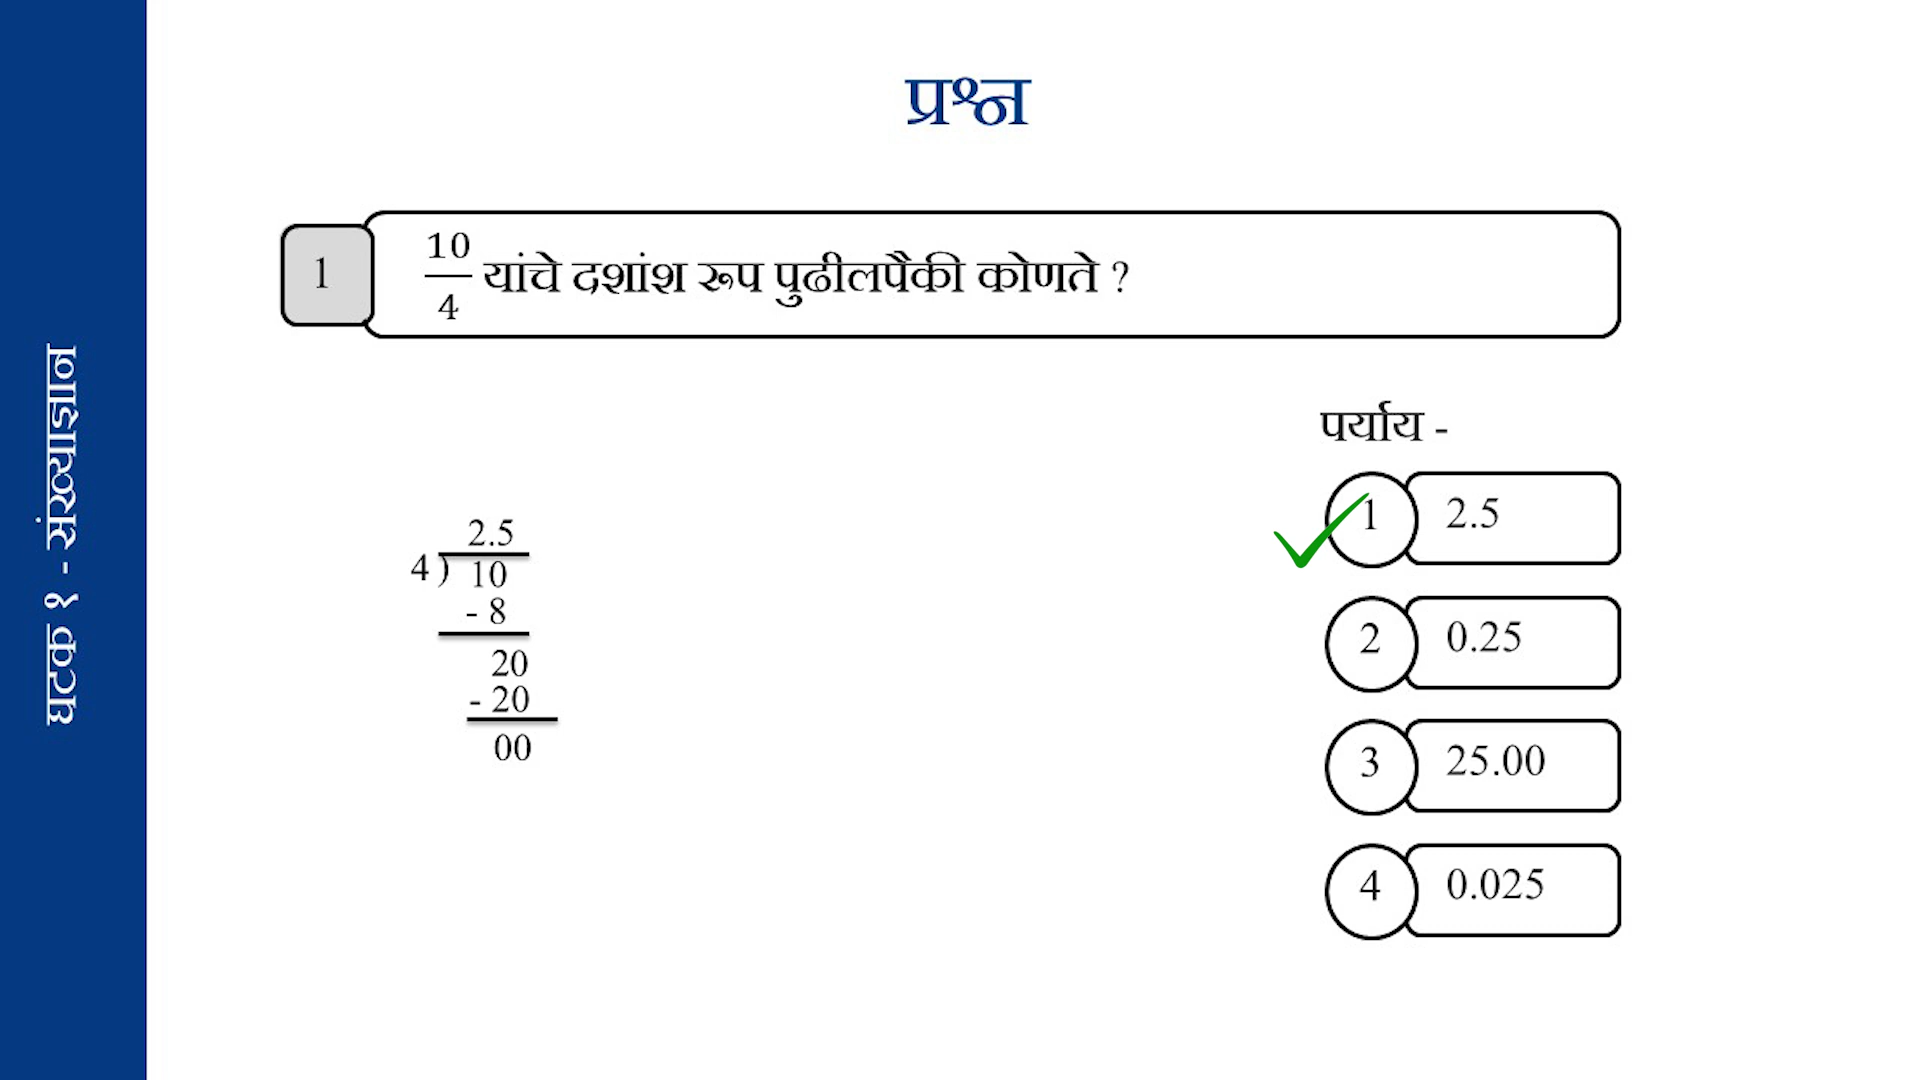 प्रश्न
1
10/4 यांचे दशांश रूप पुढीलपैकी कोणते ?
पर्याय -
1 2.5
2 0.25
3 25.00
4 0.025
2.5
4 ) 10
- 8
20
- 20
00
घटक १ - संख्याज्ञान